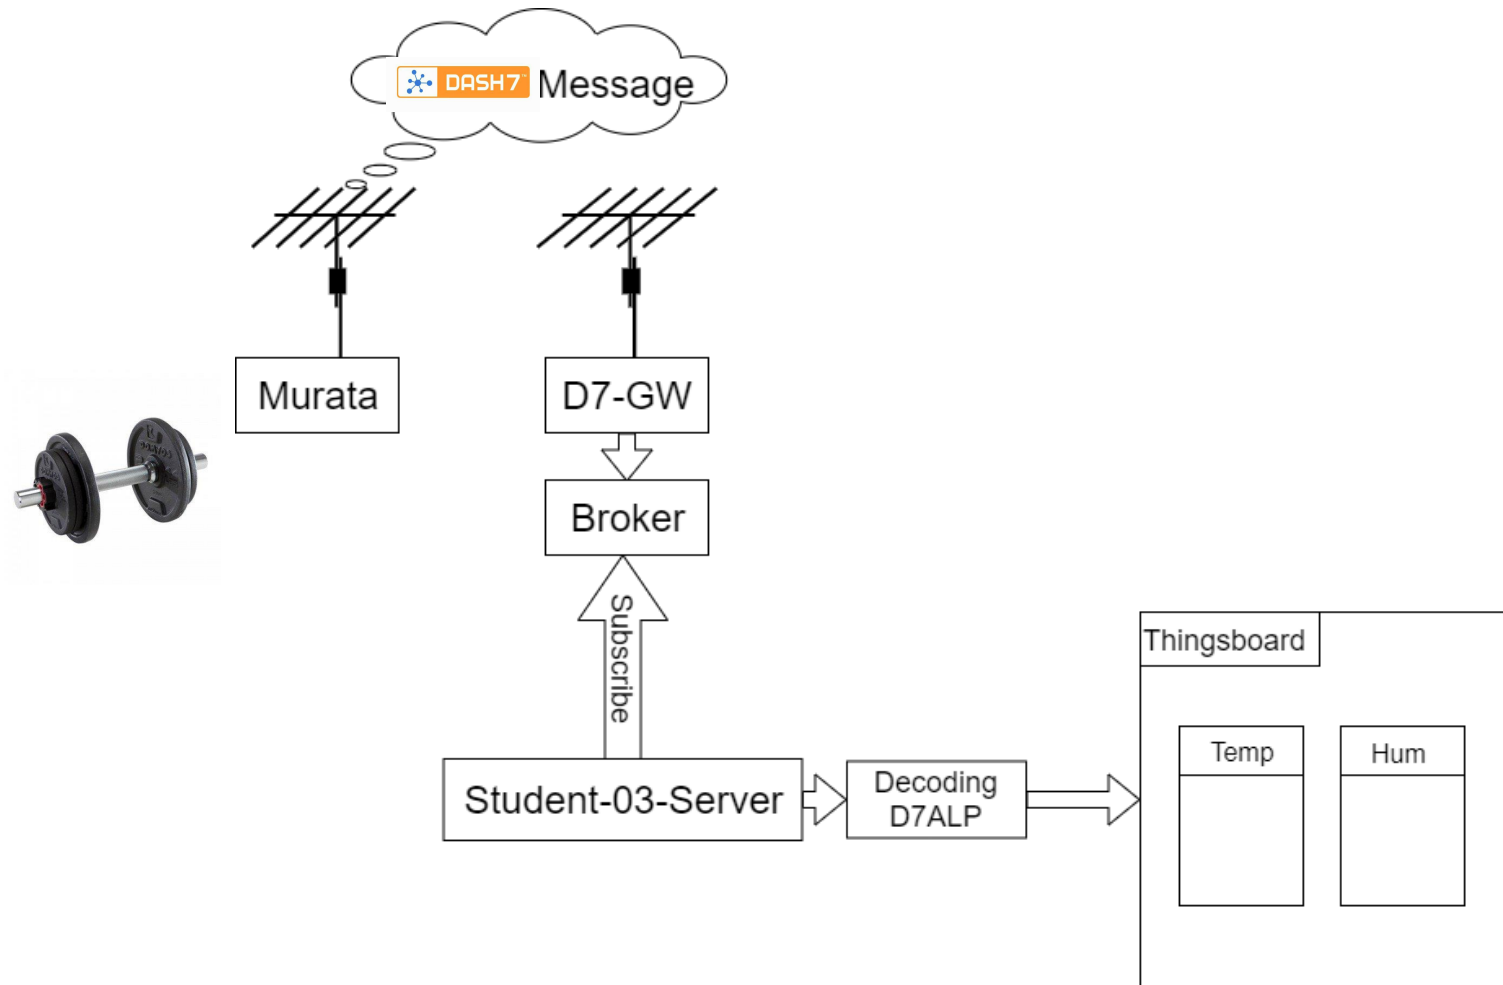 DASH7 Message
Murata
D7-GW
Broker
Subscribe
Student-03-Server
Decoding
D7ALP
Thingsboard
Temp
Hum